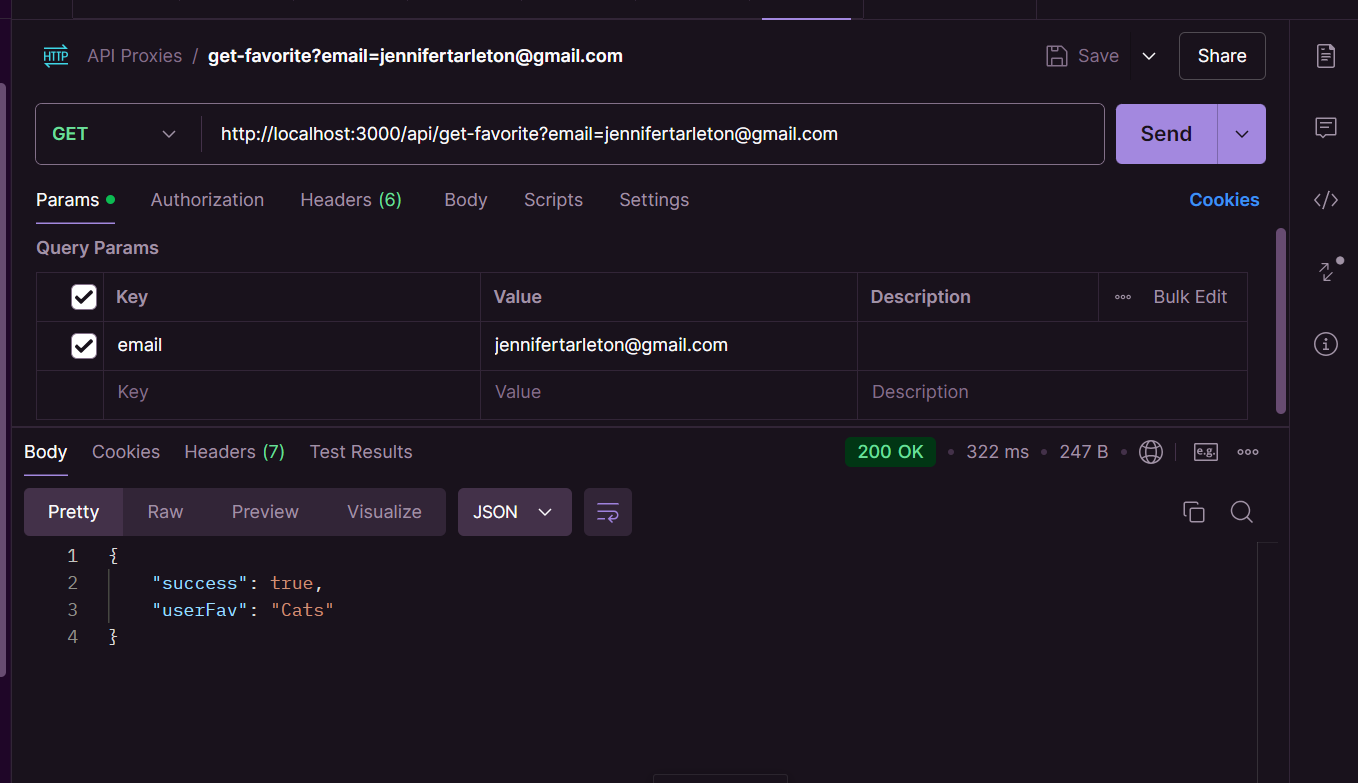 HTTP API Proxies / get-favorite?email=jennifertarleton@gmail.com Save Share
GET http://localhost:3000/api/get-favorite?email=jennifertarleton@gmail.com Send
Params Authorization Headers (6) Body Scripts Settings Cookies
Query Params
Key Value Description Bulk Edit
email jennifertarleton@gmail.com
Key Value Description
Body Cookies Headers (7) Test Results 200 OK • 322 ms • 247 B • e.g.
Pretty Raw Preview Visualize JSON
1 {
2 "success": true,
3 "userFav": "Cats"
4 }